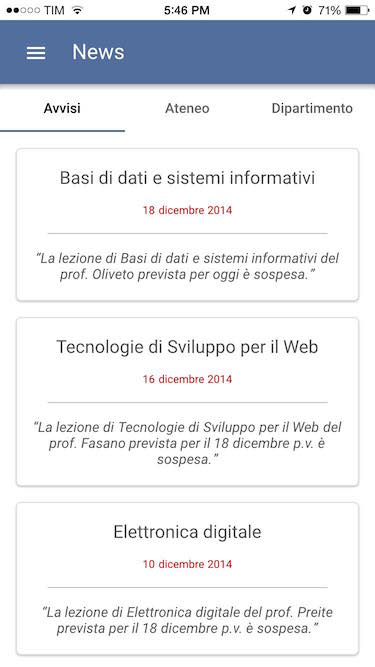 TIM 5:46 PM 71%
News
Avvisi Ateneo Dipartimento
Basi di dati e sistemi informativi
18 dicembre 2014
“La lezione di Basi di dati e sistemi informativi del
prof. Oliveto prevista per oggi è sospesa.”
Tecnologie di Sviluppo per il Web
16 dicembre 2014
“La lezione di Tecnologie di Sviluppo per il Web del
prof. Fasano prevista per il 18 dicembre p.v. è
sospesa.”
Elettronica digitale
10 dicembre 2014
“La lezione di Elettronica digitale del prof. Preite
prevista per il 18 dicembre p.v. è sospesa.”